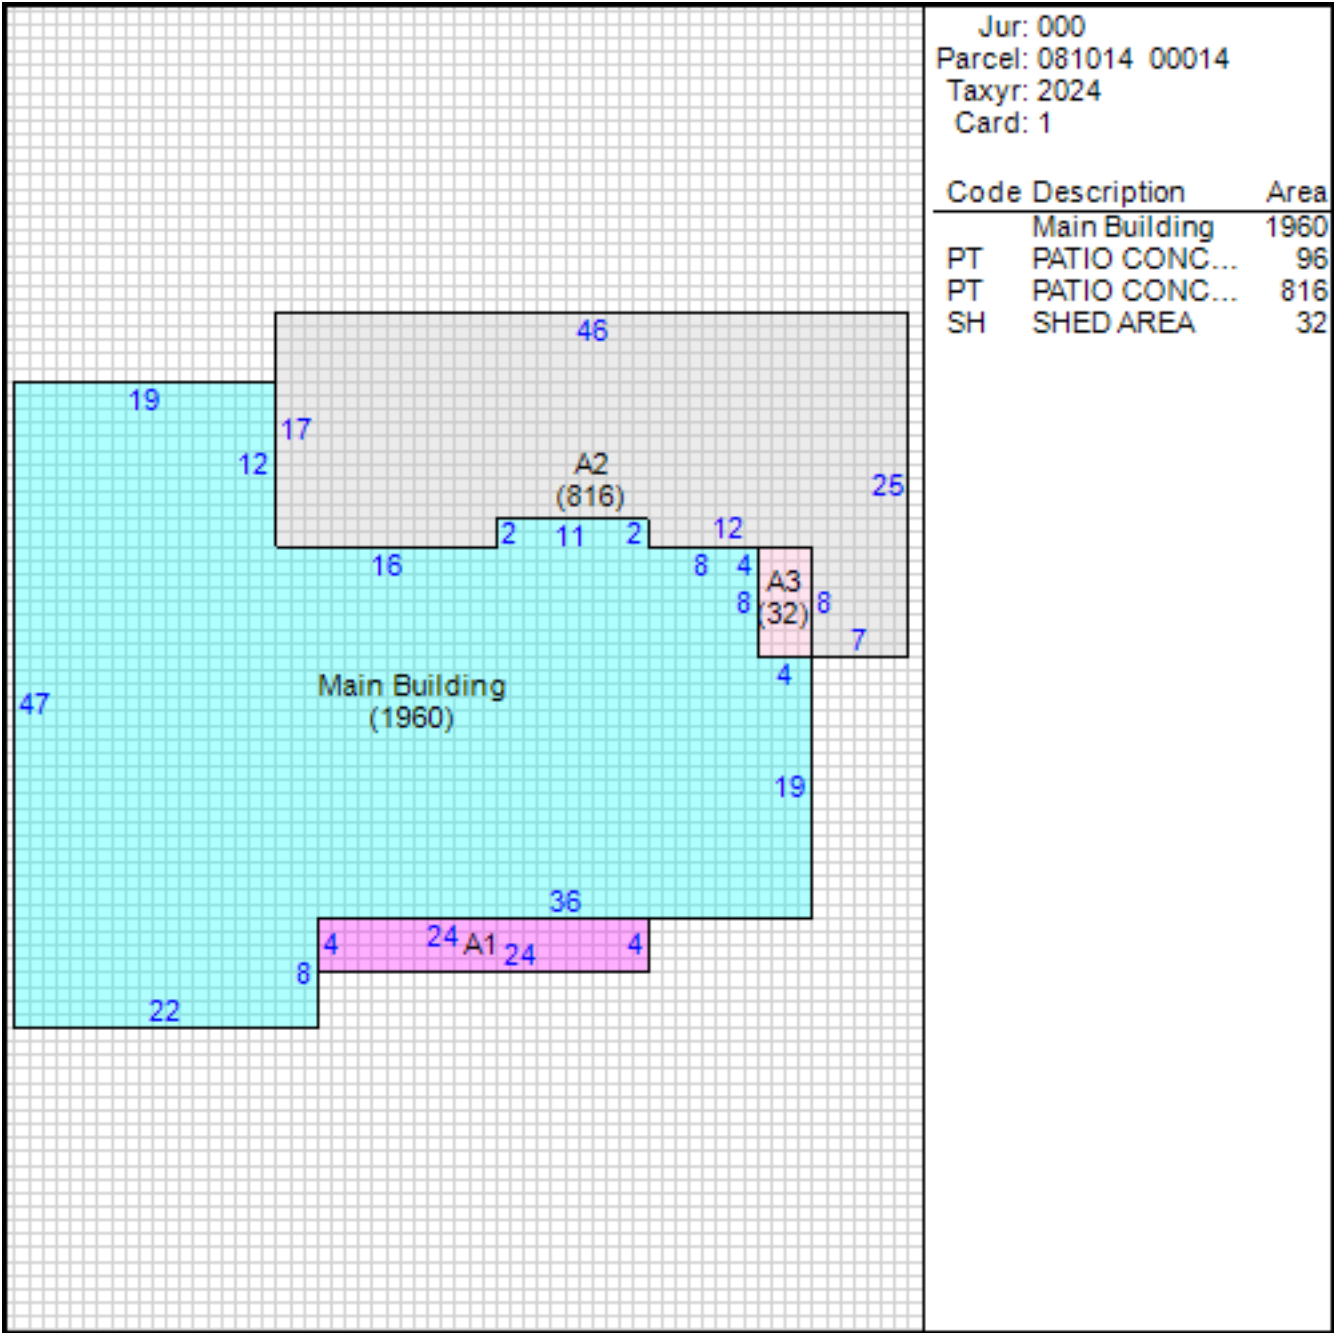 Jur: 000
Parcel: 081014 00014
Taxyr: 2024
Card: 1
Code Description Area
Main Building 1960
PT PATIO CONC... 96
PT PATIO CONC... 816
SH SHED AREA 32
46
19
17
12
A2
(816)
25
2 11 2
12
16
8 4
A3
(32)
8
8
7
4
Main Building
(1960)
47
19
36
4 24 A1 24 4
8
22